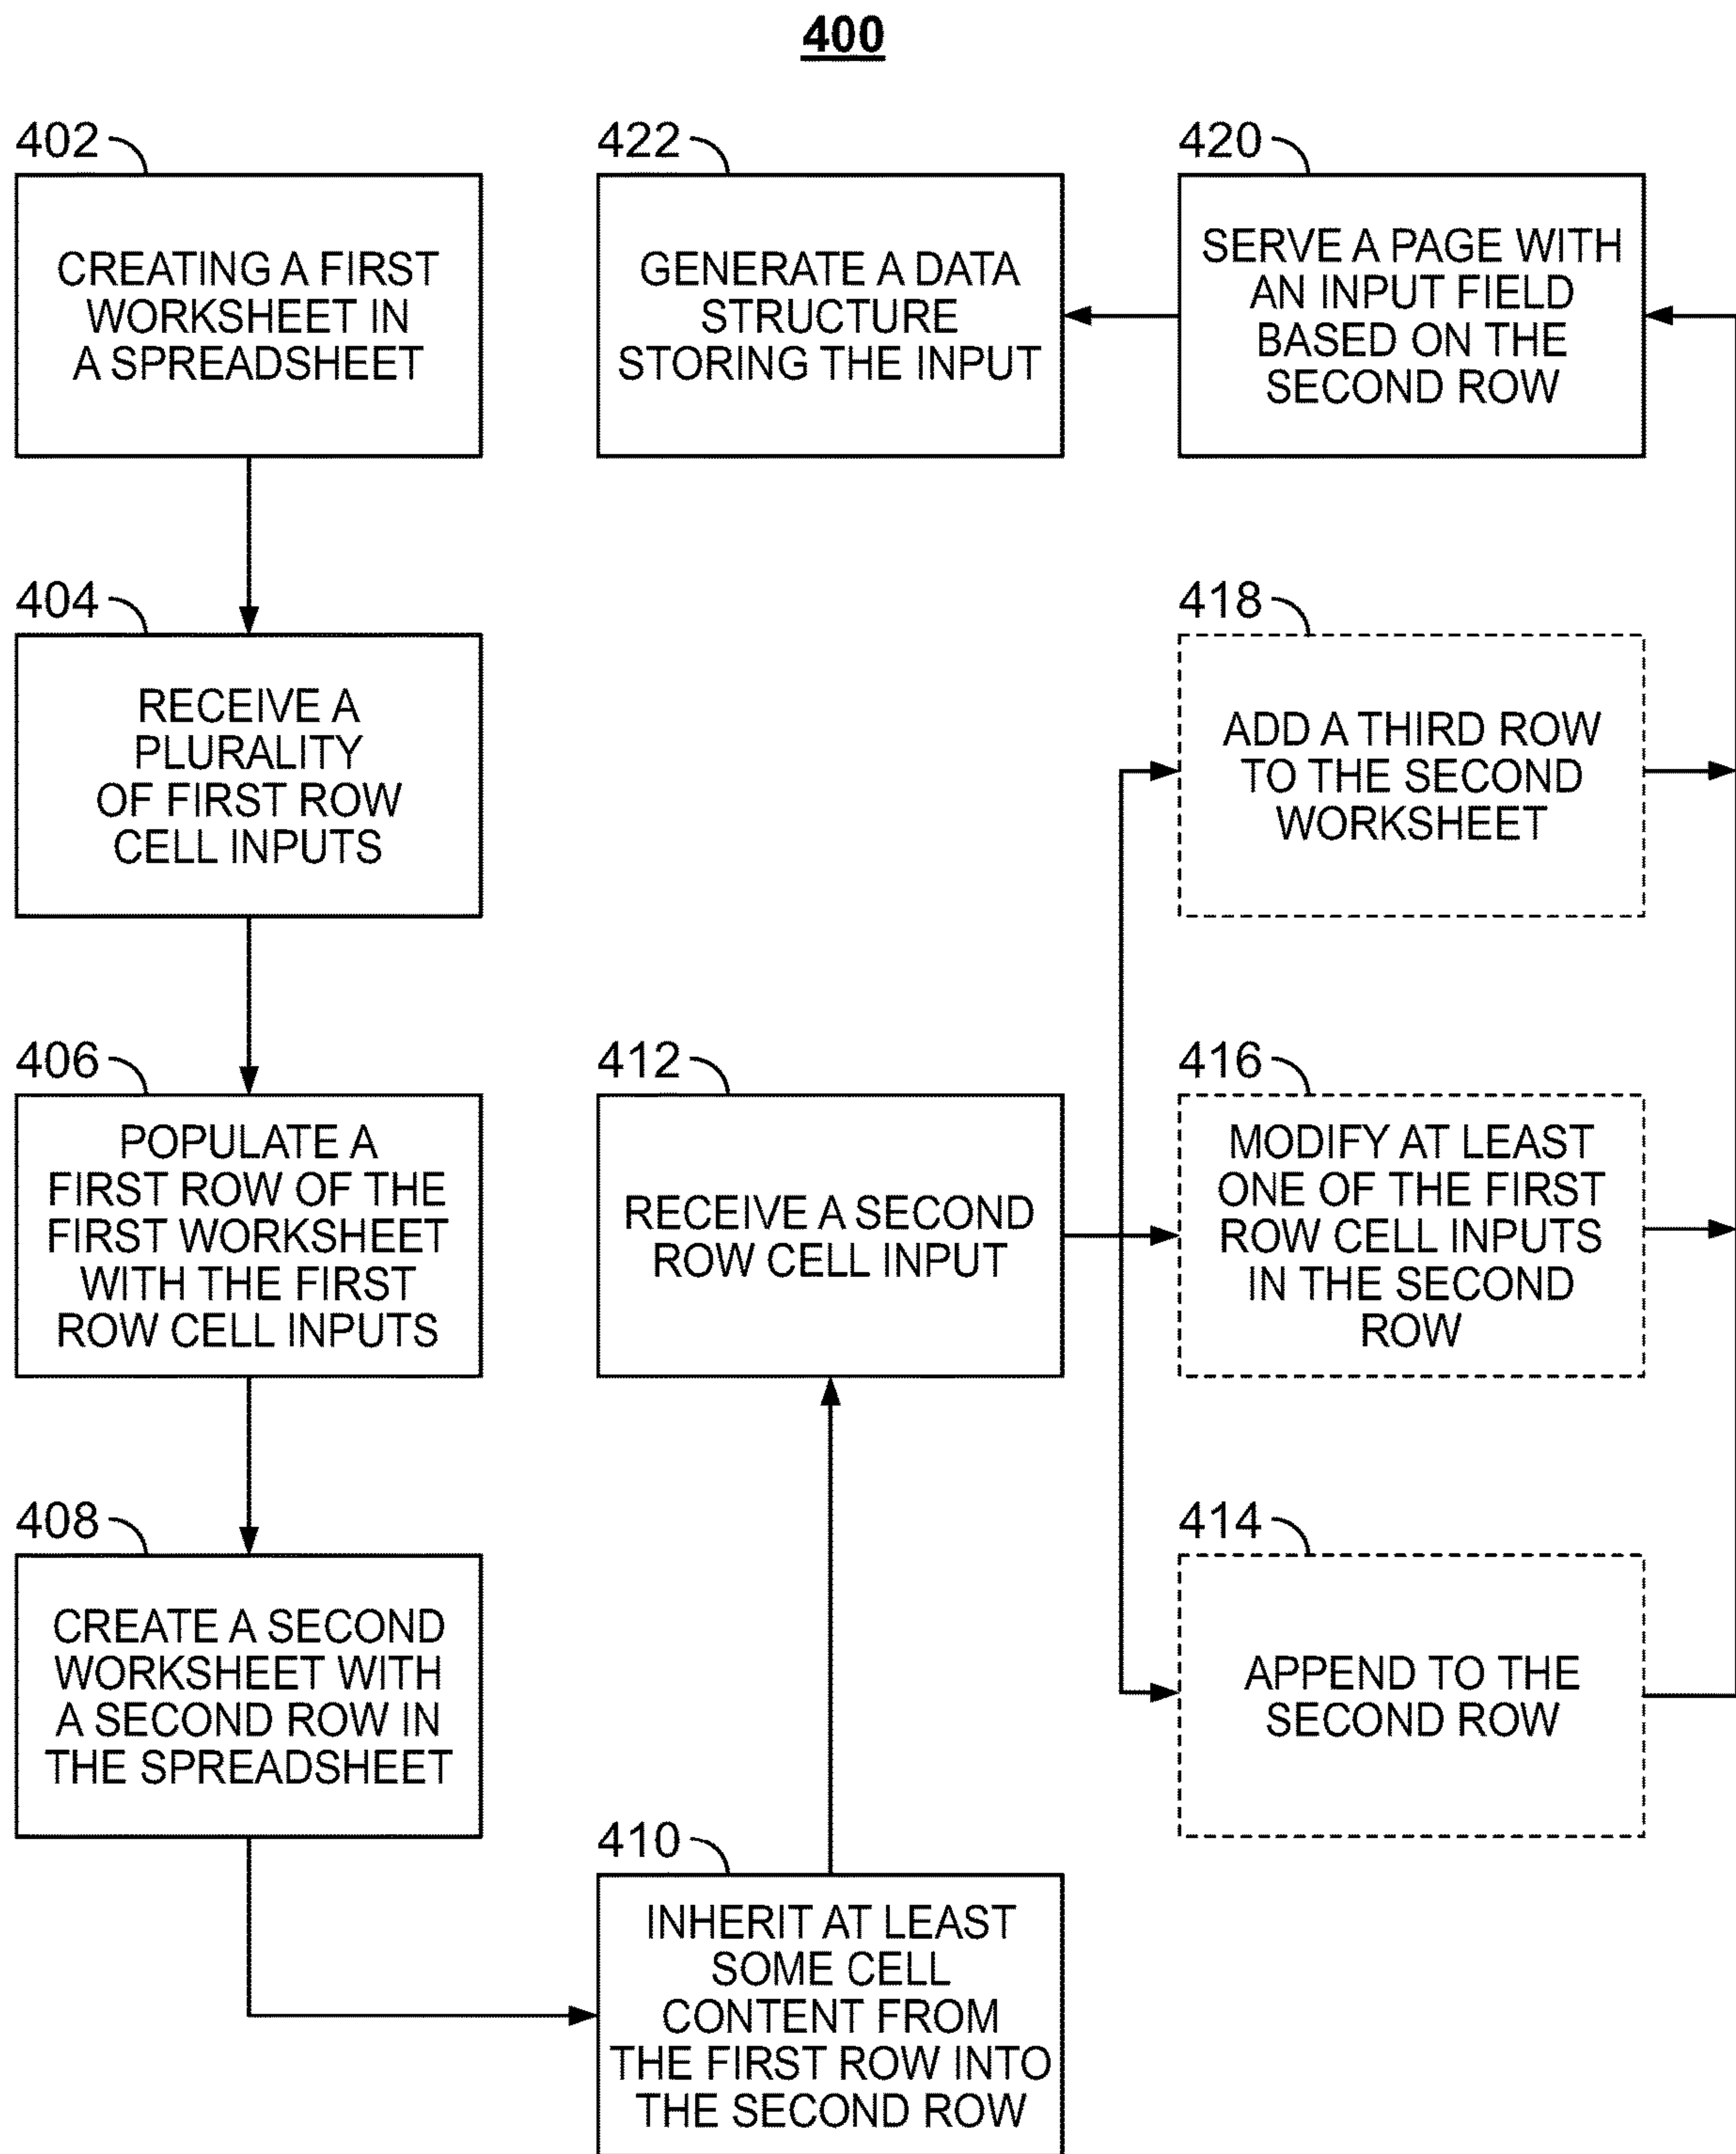 400
402
CREATING A FIRST
WORKSHEET IN
A SPREADSHEET
404
RECEIVE A
PLURALITY
OF FIRST ROW
CELL INPUTS
406
POPULATE A
FIRST ROW OF THE
FIRST WORKSHEET
WITH THE FIRST
ROW CELL INPUTS
408
CREATE A SECOND
WORKSHEET WITH
A SECOND ROW IN
THE SPREADSHEET
410
INHERIT AT LEAST
SOME CELL
CONTENT FROM
THE FIRST ROW INTO
THE SECOND ROW
412
RECEIVE A SECOND
ROW CELL INPUT
414
APPEND TO THE
SECOND ROW
416
MODIFY AT LEAST
ONE OF THE FIRST
ROW CELL INPUTS
IN THE SECOND
ROW
418
ADD A THIRD ROW
TO THE SECOND
WORKSHEET
420
SERVE A PAGE WITH
AN INPUT FIELD
BASED ON THE
SECOND ROW
422
GENERATE A DATA
STRUCTURE
STORING THE INPUT